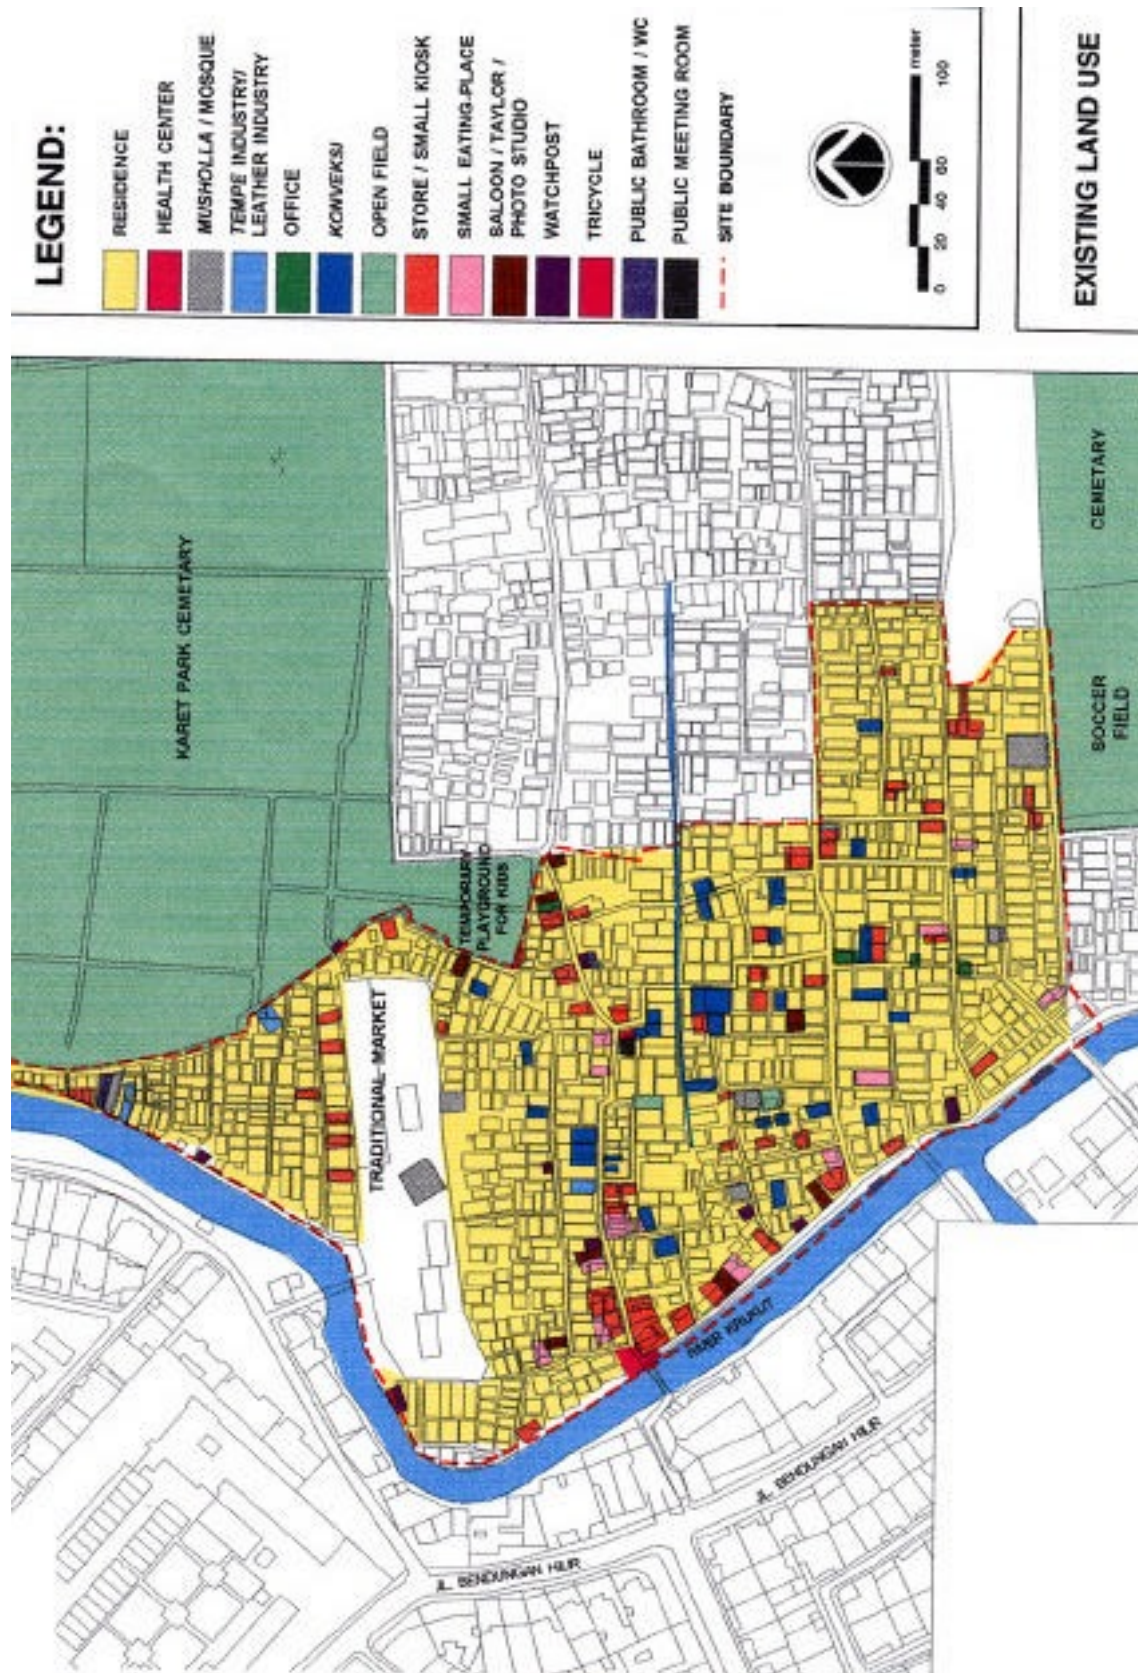 LEGEND:
RESIDENCE
HEALTH CENTER
MUSHOLLA / MOSQUE
TEMPE INDUSTRY/
LEATHER INDUSTRY
OFFICE
KONVEKSI
OPEN FIELD
STORE / SMALL KIOSK
SMALL EATING-PLACE
SALOON / TAYLOR /
PHOTO STUDIO
WATCHPOST
TRICYCLE
PUBLIC BATHROOM / WC
PUBLIC MEETING ROOM
SITE BOUNDARY
0 20 40 60 100 meter
EXISTING LAND USE
KARET PARK CEMETARY
TEMPORARY
PLAYGROUND
FOR KIDS
TRADITIONAL MARKET
CEMETARY
SOCCER
FIELD
RIVER KRUKUT
JL. BENDUNGAN HILIR
JL. BENDUNGAN HILIR